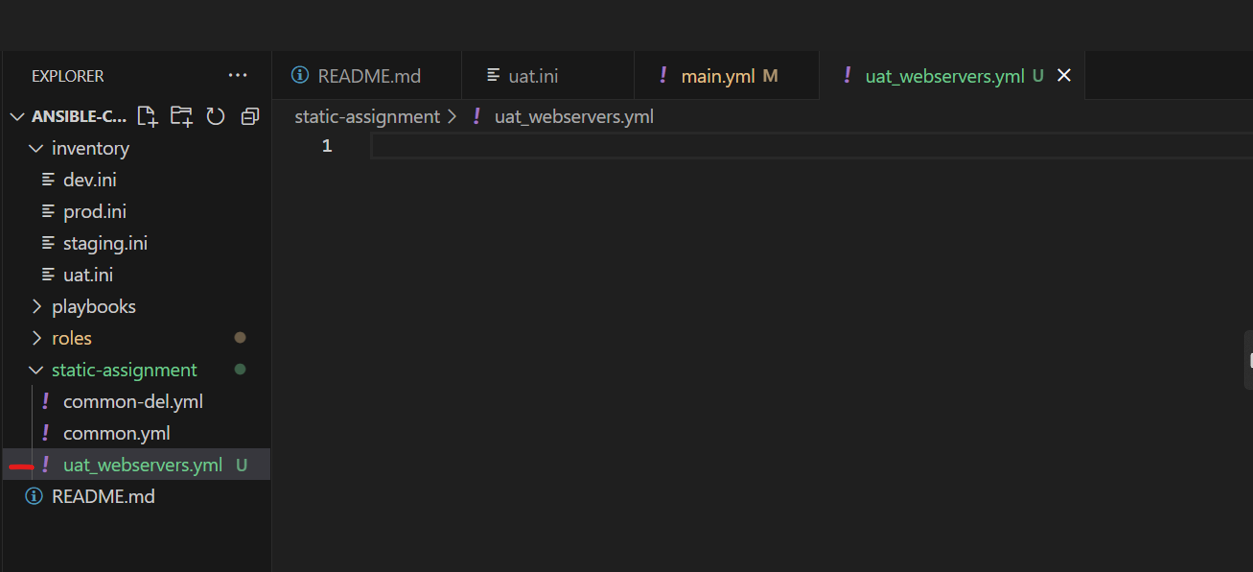 EXPLORER ...
ANSIBLE-C...
inventory
dev.ini
prod.ini
staging.ini
uat.ini
playbooks
roles
static-assignment
! common-del.yml
! common.yml
! uat_webservers.yml U
README.md
README.md
uat.ini
! main.yml M
! uat_webservers.yml U
static-assignment > ! uat_webservers.yml
1